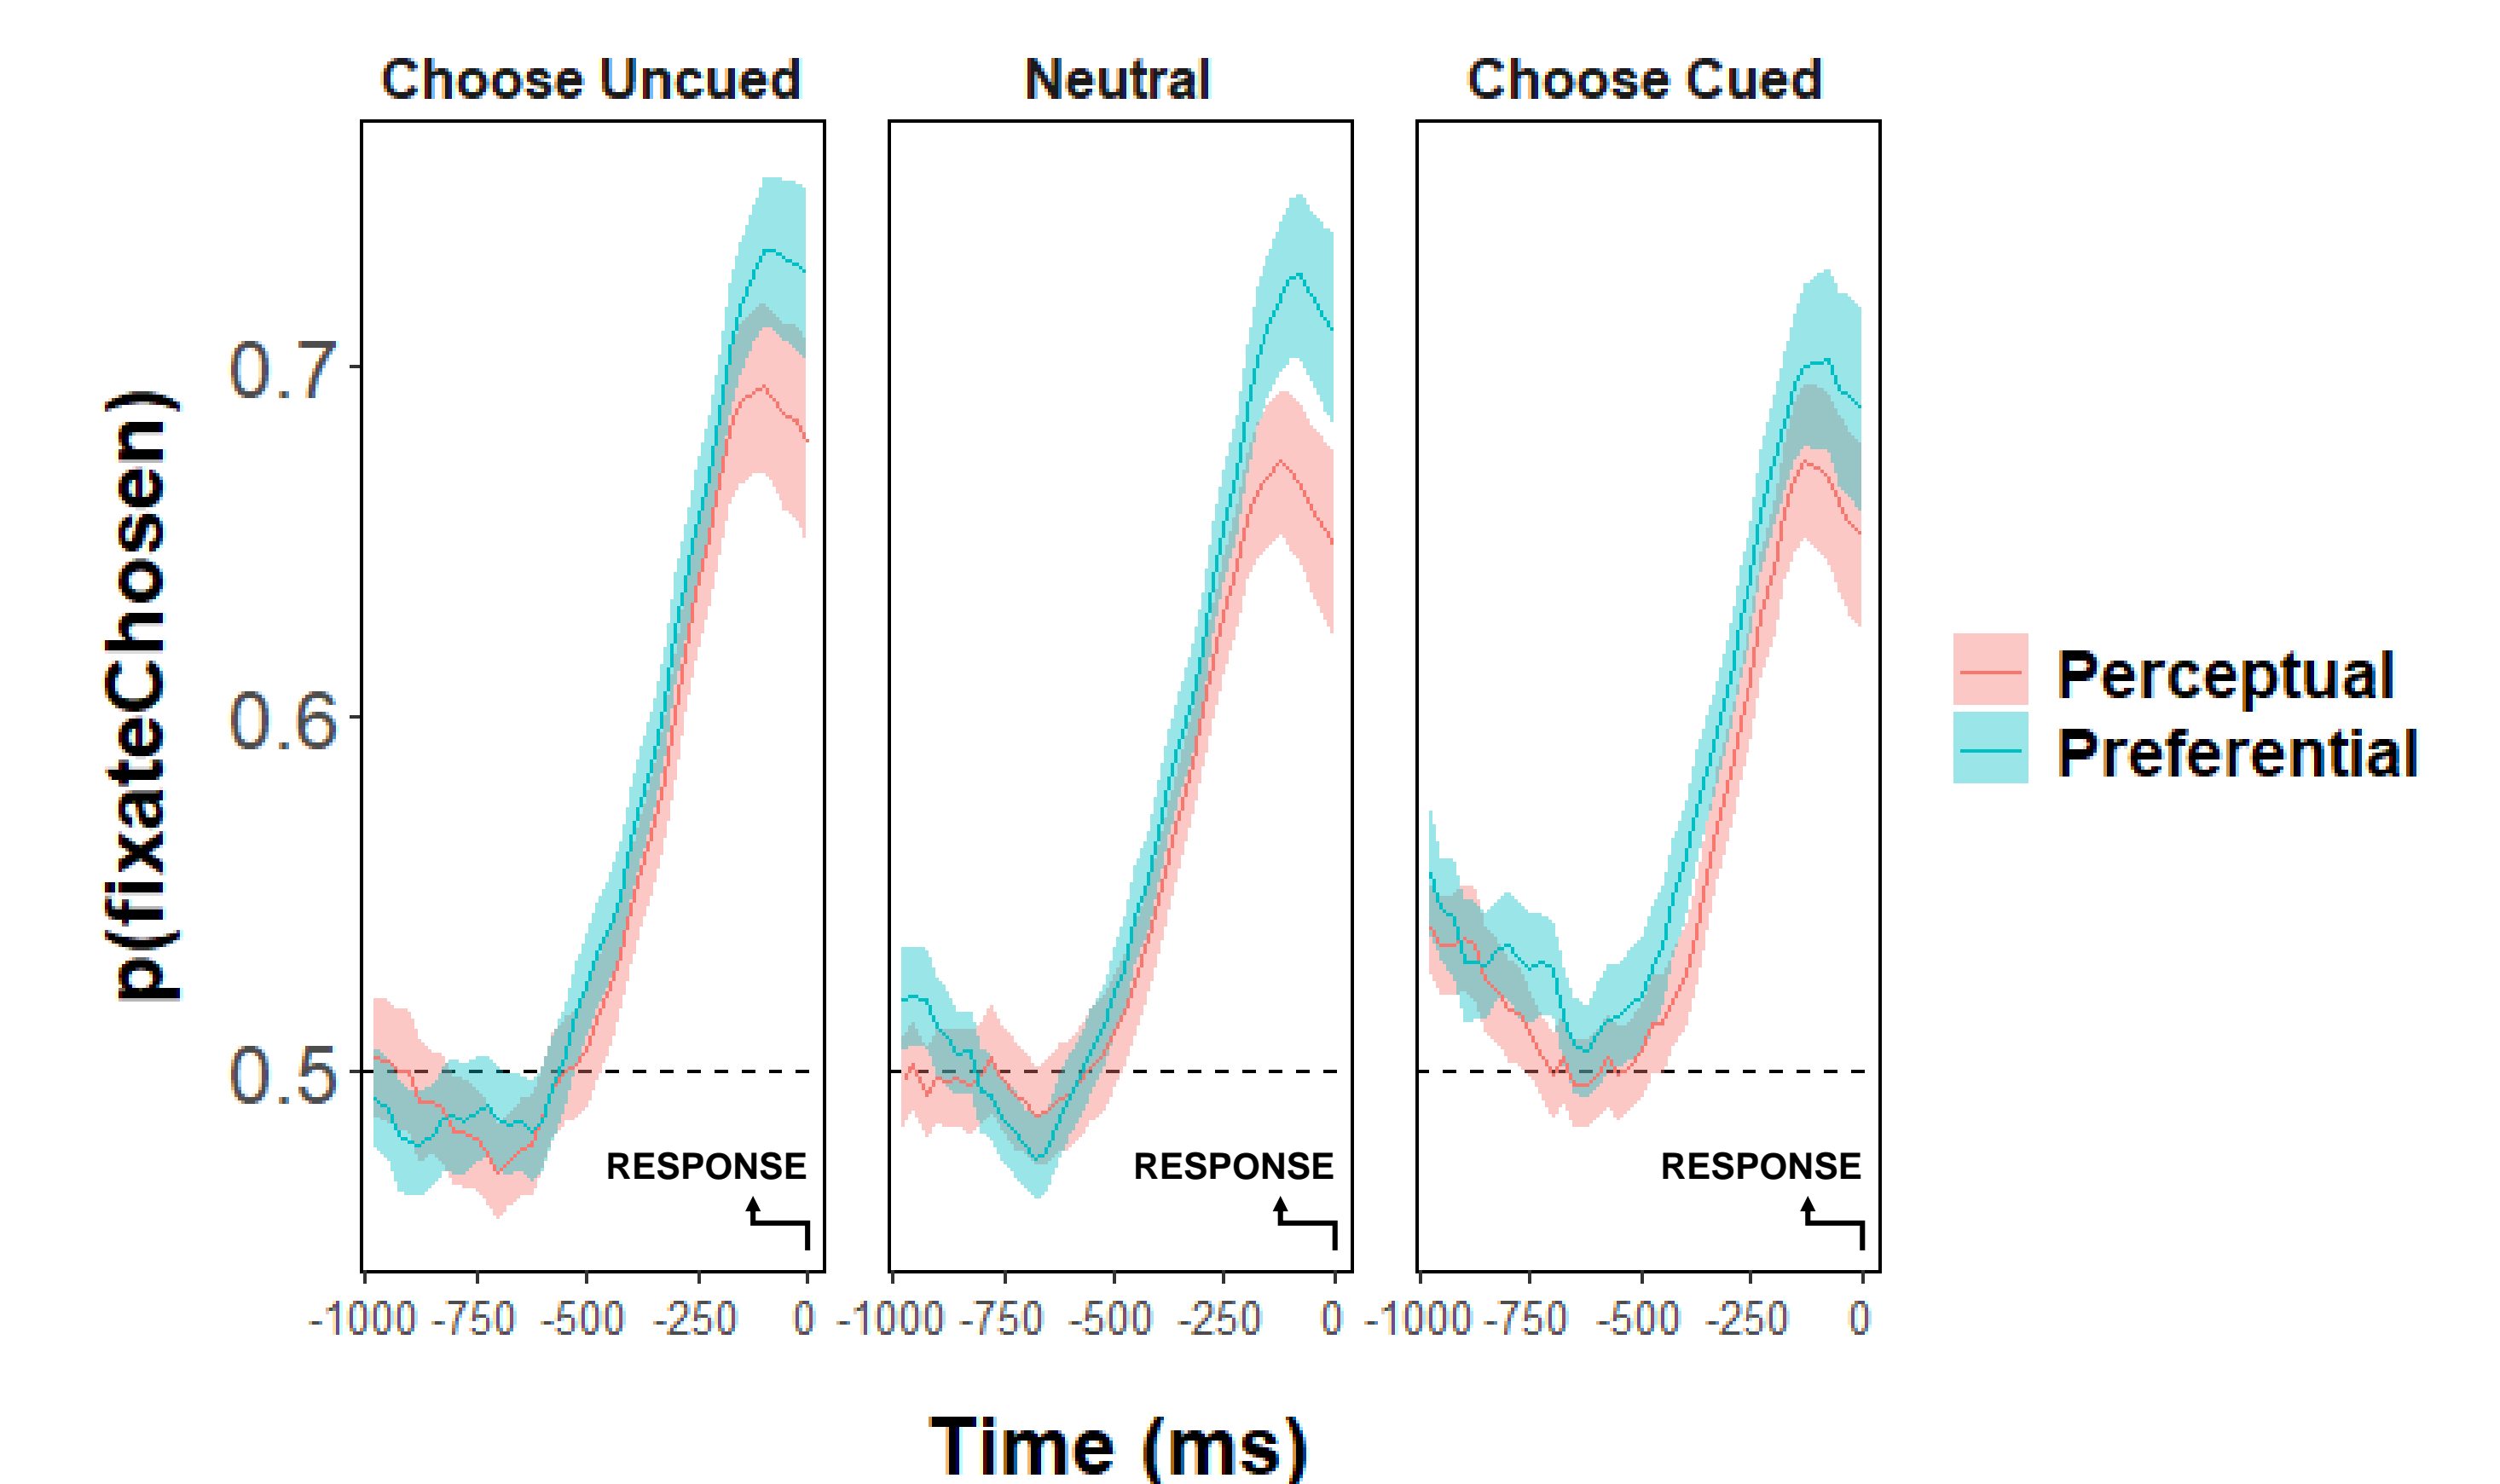 Choose Uncued
Neutral
Choose Cued
p(fixateChosen)
0.7
0.6
0.5
RESPONSE
RESPONSE
RESPONSE
-1000 -750 -500 -250 0
-1000 -750 -500 -250 0
-1000 -750 -500 -250 0
Time (ms)
Perceptual
Preferential